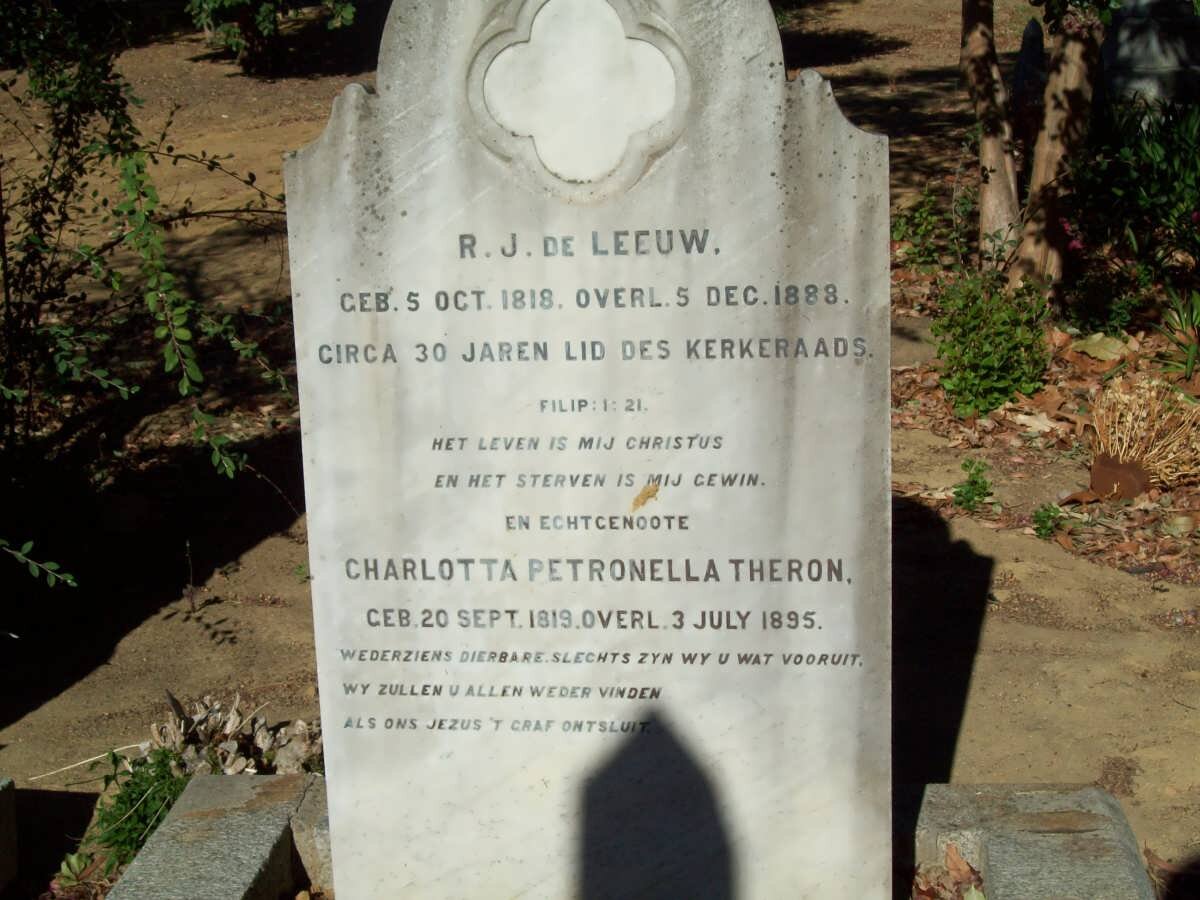 R. J. DE LEEUW,
GEB. 5 OCT. 1818. OVERL. 5 DEC. 1888.
CIRCA 30 JAREN LID DES KERKERAADS.
FILIP: 1: 21.
HET LEVEN IS MIJ CHRISTUS
EN HET STERVEN IS MIJ GEWIN.
EN ECHTGENOOTE
CHARLOTTA PETRONELLA THERON,
GEB. 20 SEPT. 1819. OVERL. 3 JULY 1895.
WEDERZIENS DIERBARE. SLECHTS ZYN WY U WAT VOORUIT,
WY ZULLEN U ALLEN WEDER VINDEN
ALS ONS JEZUS 'T GRAF ONTSLUIT.